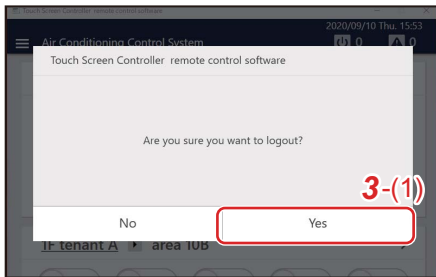 Touch Screen Controller remote control software
2020/09/10 Thu. 15:53
Air Conditioning Control System
0
0
Touch Screen Controller remote control software
Are you sure you want to logout?
3-(1)
No
Yes
1F tenant A
area 10B